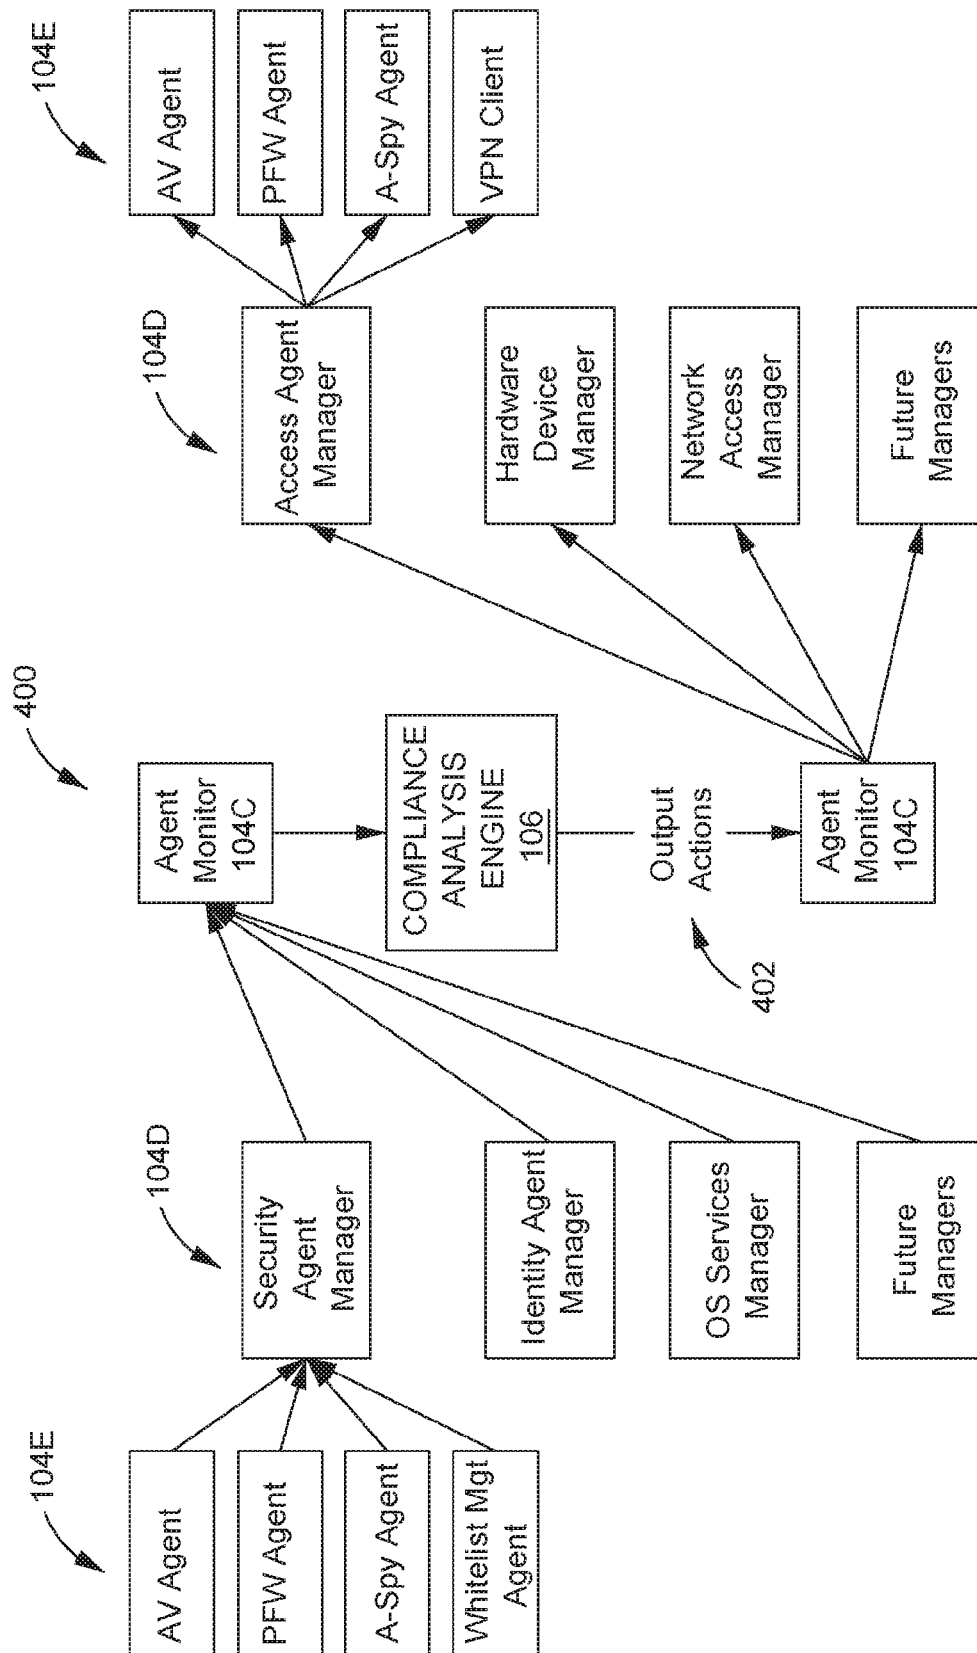 400
104E
AV Agent
PFW Agent
A-Spy Agent
Whitelist Mgt
Agent
104D
Security
Agent
Manager
Identity Agent
Manager
OS Services
Manager
Future
Managers
Agent
Monitor
104C
COMPLIANCE
ANALYSIS
ENGINE
106
Output
Actions
402
Agent
Monitor
104C
104D
Access Agent
Manager
Hardware
Device
Manager
Network
Access
Manager
Future
Managers
104E
AV Agent
PFW Agent
A-Spy Agent
VPN Client